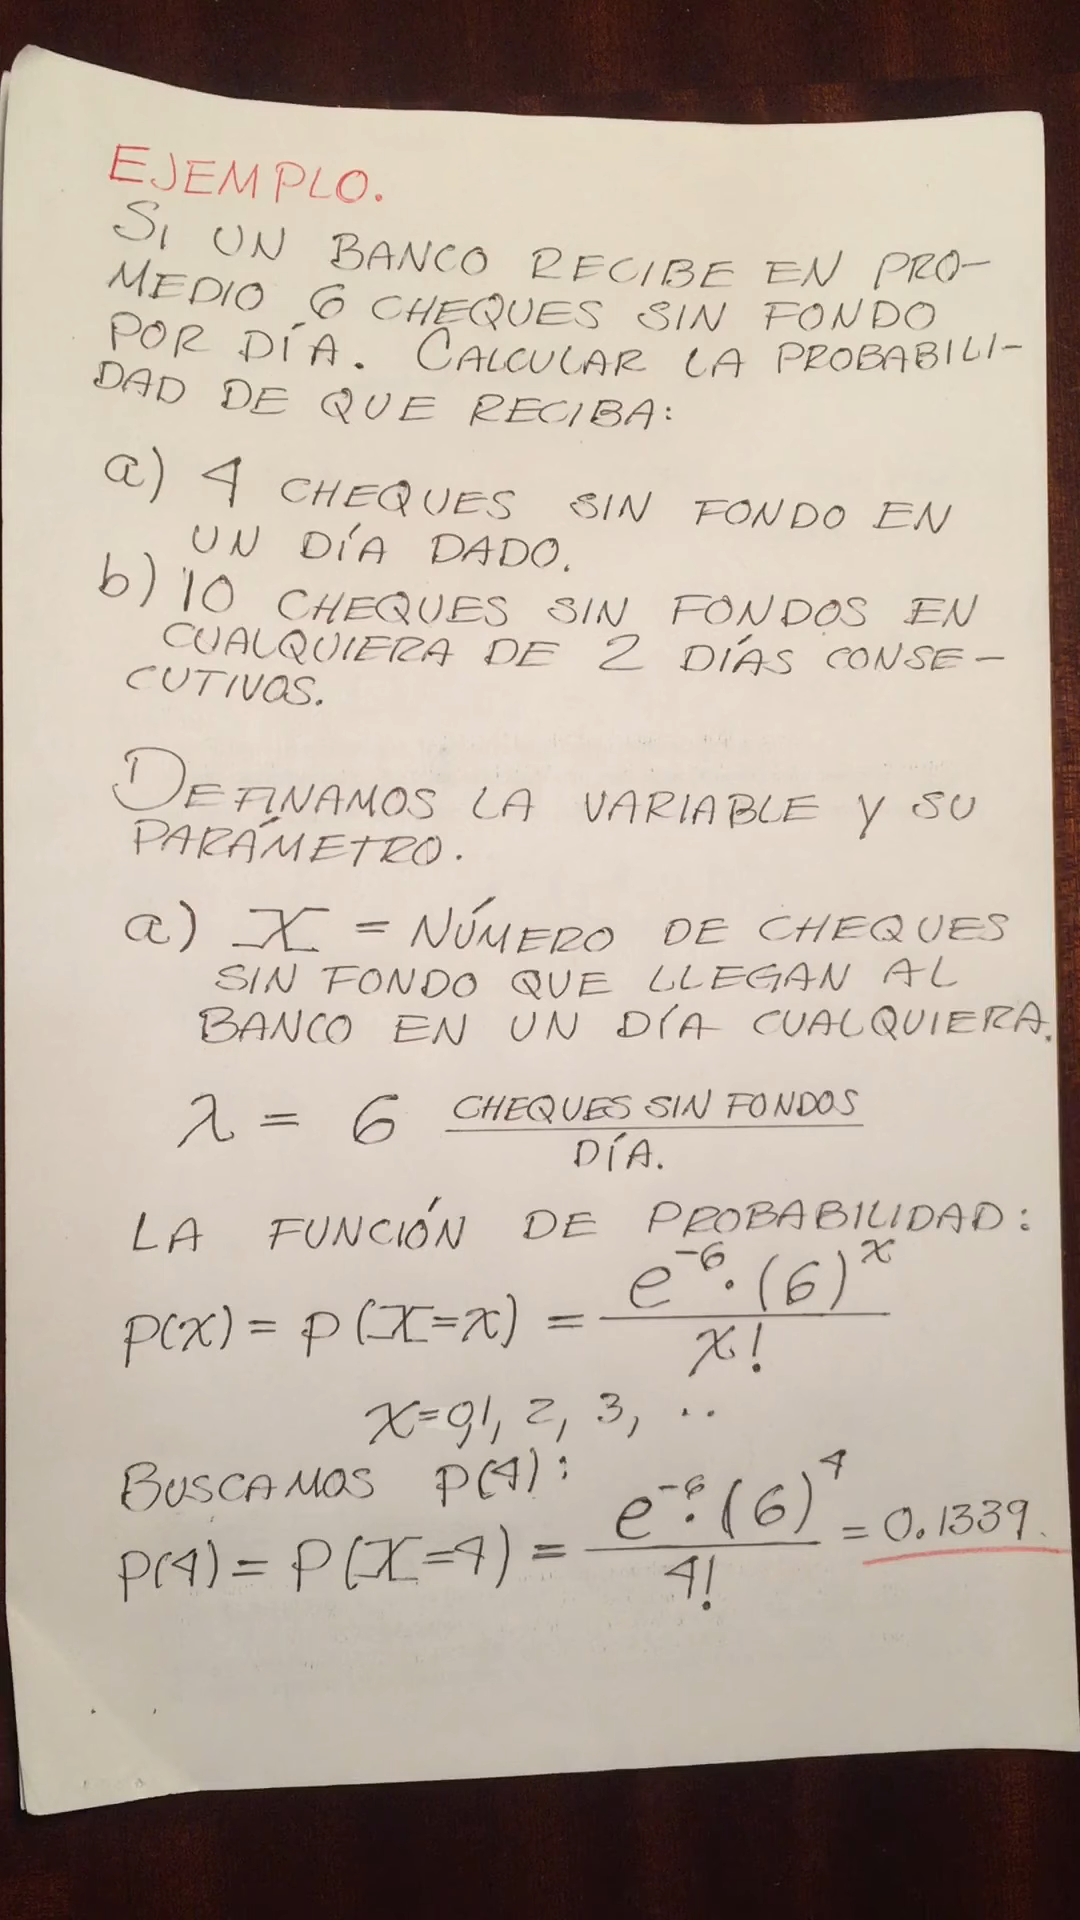 EJEMPLO.
SI UN BANCO RECIBE EN PRO-
MEDIO 6 CHEQUES SIN FONDO
POR DÍA. CALCULAR LA PROBABILI-
DAD DE QUE RECIBA:
a) 4 CHEQUES SIN FONDO EN
UN DÍA DADO.
b) 10 CHEQUES SIN FONDOS EN
CUALQUIERA DE 2 DÍAS CONSE-
CUTIVOS.
DEFINAMOS LA VARIABLE Y SU
PARÁMETRO.
a) X = NÚMERO DE CHEQUES
SIN FONDO QUE LLEGAN AL
BANCO EN UN DÍA CUALQUIERA.
λ = 6 CHEQUES SIN FONDOS / DÍA.
LA FUNCIÓN DE PROBABILIDAD:
p(x) = p(X=x) = e^-6 · (6)^x / x!
x=0,1, 2, 3, ..
BUSCAMOS p(4):
p(4) = P(X=4) = e^-6 · (6)^4 / 4! = 0.1339.